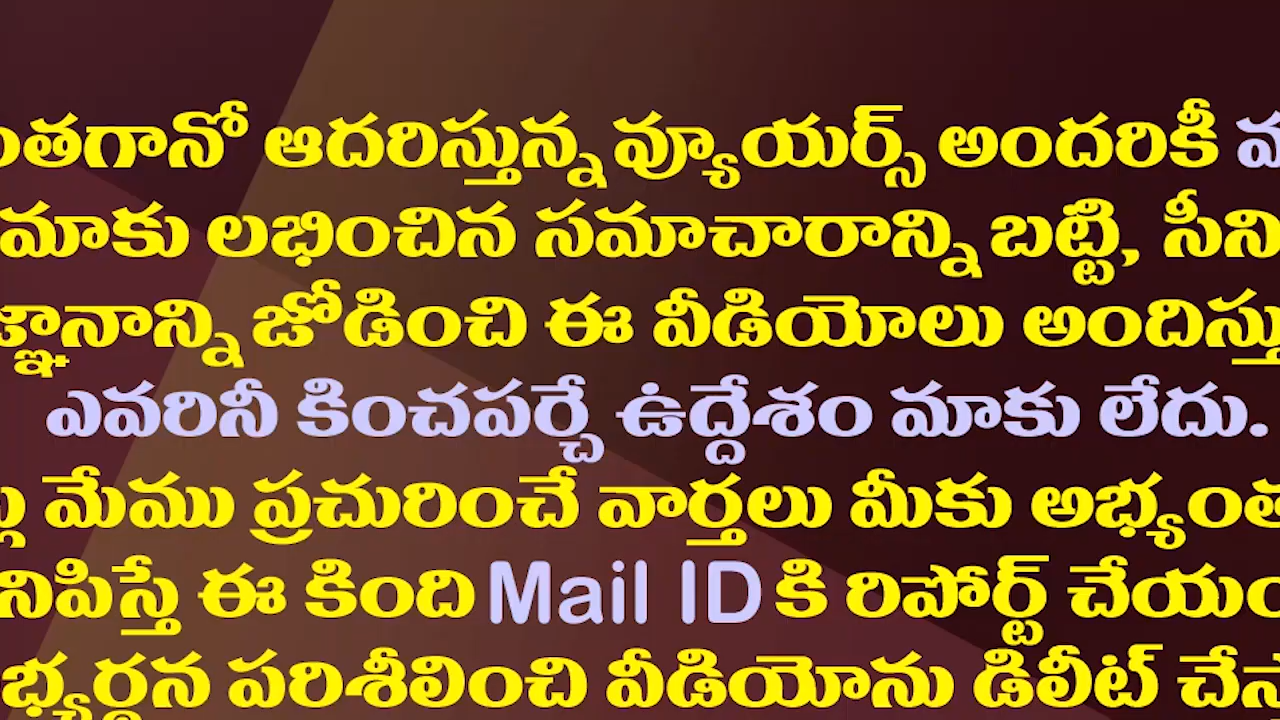 ఆదరిస్తున్న వ్యూయర్స్ అందరికీ
మాకు లభించిన సమాచారాన్ని బట్టి,
జోడించి ఈ వీడియోలు
ఎవరినీ కించపర్చే ఉద్దేశం మాకు లేదు.
మేము ప్రచురించే వార్తలు మీకు
ఈ కింది Mail ID కి రిపోర్ట్
పరిశీలించి వీడియోను డిలీట్